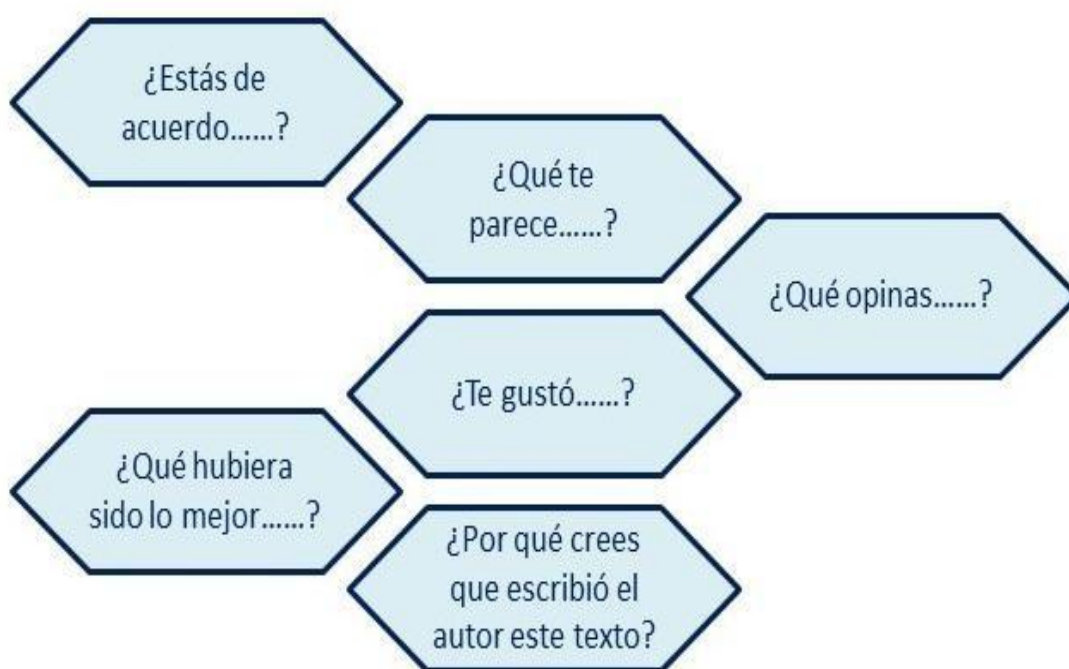 ¿Estás de
acuerdo......?
¿Qué te
parece......?
¿Qué opinas......?
¿Te gustó......?
¿Qué hubiera
sido lo mejor......?
¿Por qué crees
que escribió el
autor este texto?